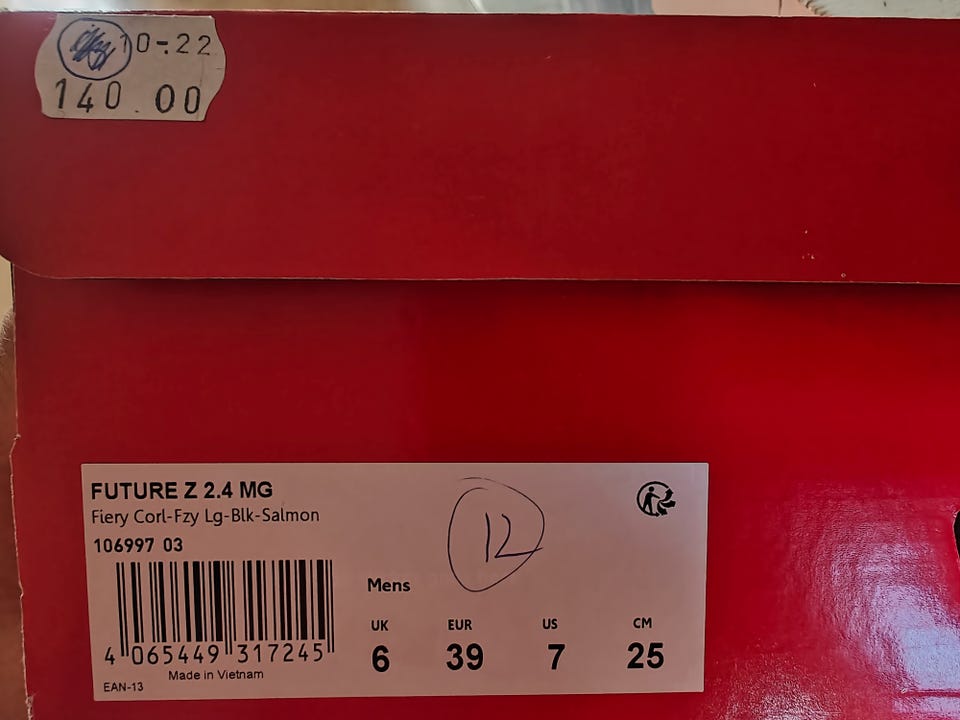 10-22
140.00
FUTURE Z 2.4 MG
Fiery Corl-Fzy Lg-Blk-Salmon
106997 03
12
Mens
UK EUR US CM
6 39 7 25
4 065449 317245
Made in Vietnam
EAN-13